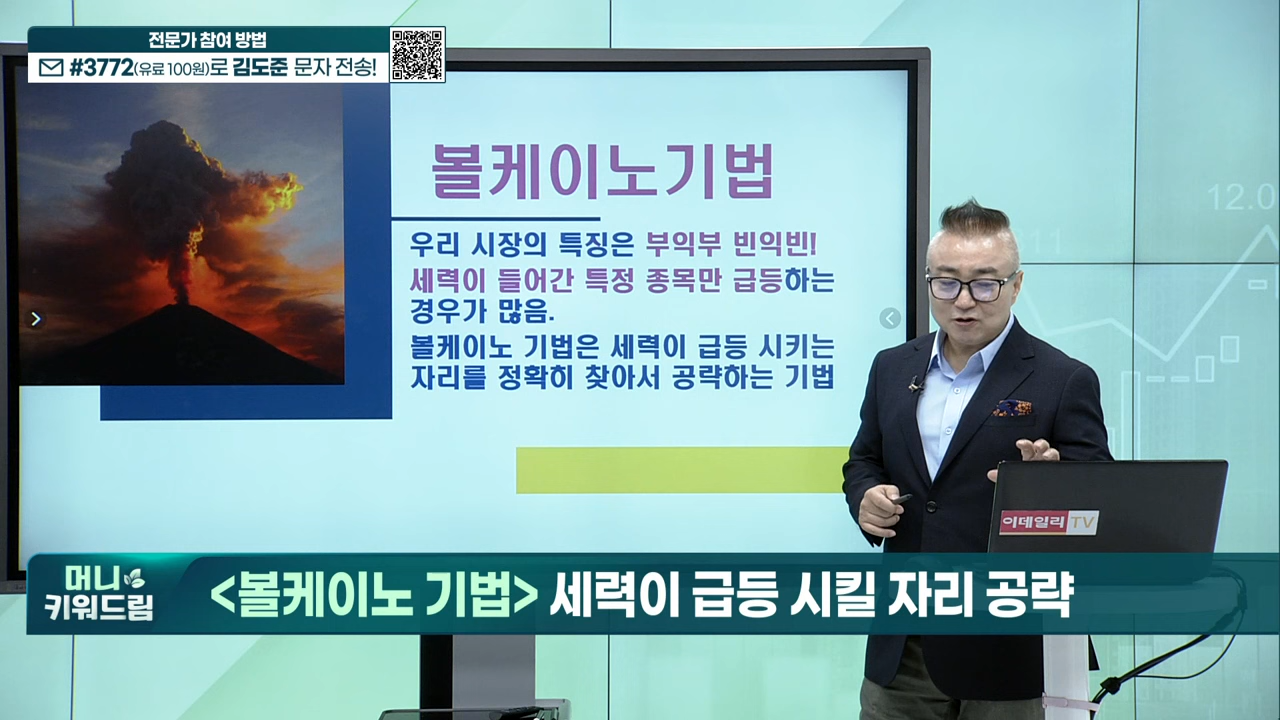 전문가 참여 방법
#3772(유료 100원)로 김도준 문자 전송!
볼케이노기법
우리 시장의 특징은 부익부 빈익빈!
세력이 들어간 특정 종목만 급등하는
경우가 많음.
볼케이노 기법은 세력이 급등 시키는
자리를 정확히 찾아서 공략하는 기법
12.0
이데일리TV
머니
키워드림
<볼케이노 기법> 세력이 급등 시킬 자리 공략